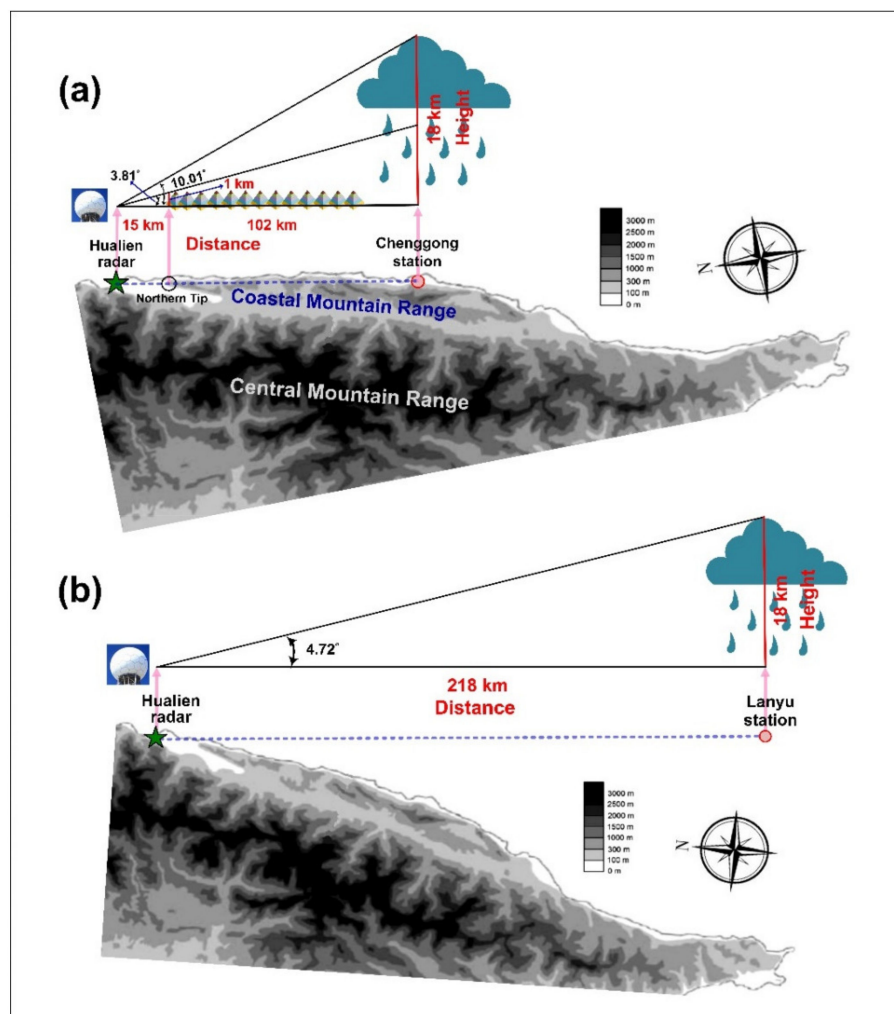 (a)
18 km
Height
3.81°
10.01°
1 km
15 km
102 km
Distance
Hualien
radar
Northern Tip
Chenggong
station
Coastal Mountain Range
Central Mountain Range
3000 m
2500 m
2000 m
1500 m
1000 m
300 m
100 m
0 m
N
(b)
18 km
Height
4.72°
218 km
Distance
Hualien
radar
Lanyu
station
3000 m
2500 m
2000 m
1500 m
1000 m
300 m
100 m
0 m
N